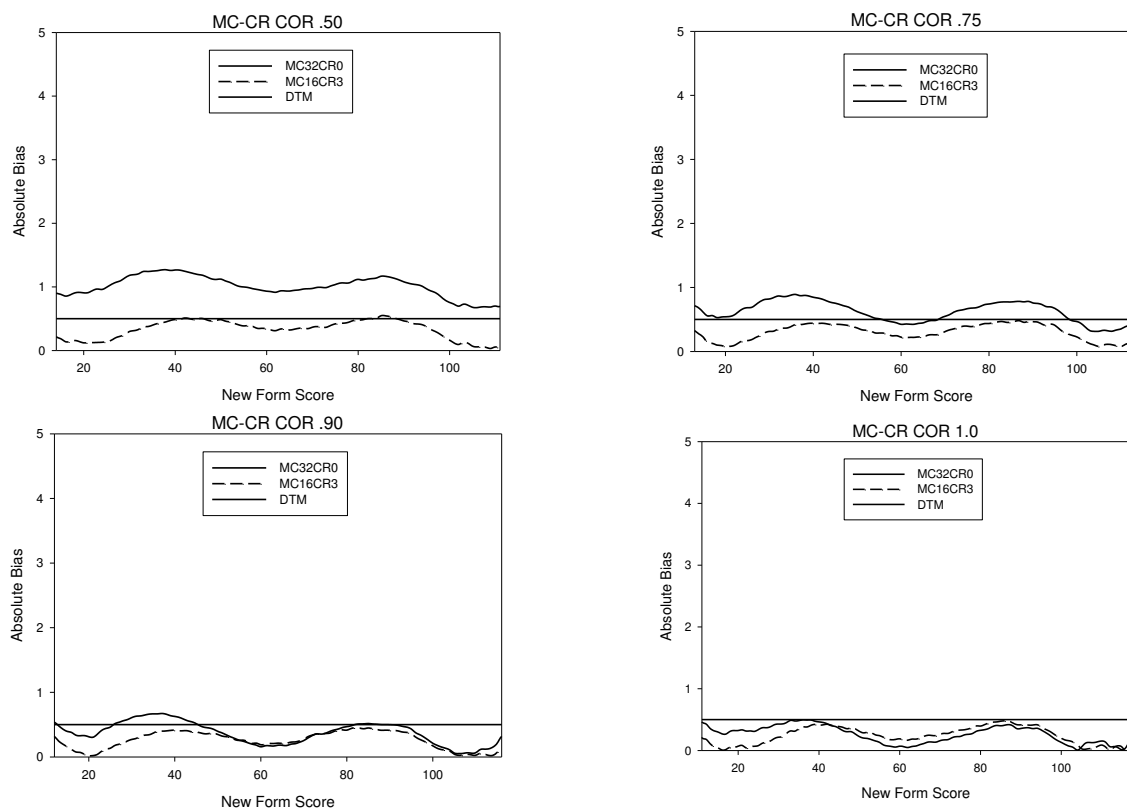 MC-CR COR .50
5
4
3
2
1
0
Absolute Bias
MC32CR0
MC16CR3
DTM
20 40 60 80 100
New Form Score
MC-CR COR .75
5
4
3
2
1
0
Absolute Bias
MC32CR0
MC16CR3
DTM
20 40 60 80 100
New Form Score
MC-CR COR .90
5
4
3
2
1
0
Absolute Bias
MC32CR0
MC16CR3
DTM
20 40 60 80 100
New Form Score
MC-CR COR 1.0
5
4
3
2
1
0
Absolute Bias
MC32CR0
MC16CR3
DTM
20 40 60 80 100
New Form Score